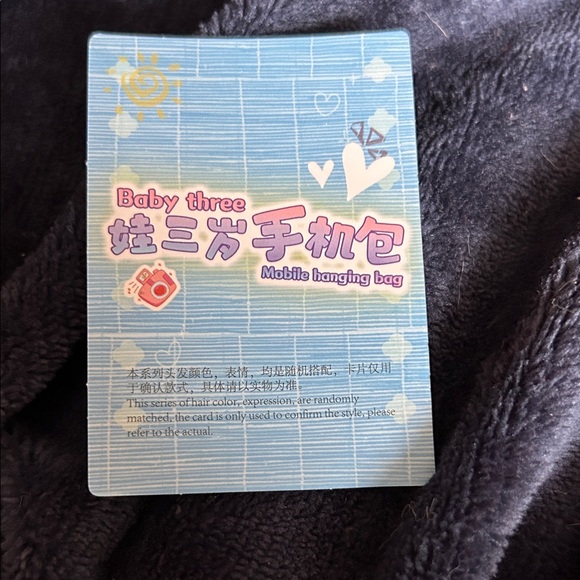 Baby three
娃三岁手机包
Mobile hanging bag
本系列头发颜色，表情，均是随机搭配，卡片仅用
于确认款式，具体请以实物为准。
This series of hair color, expression, are randomly
matched, the card is only used to confirm the style, please
refer to the actual.